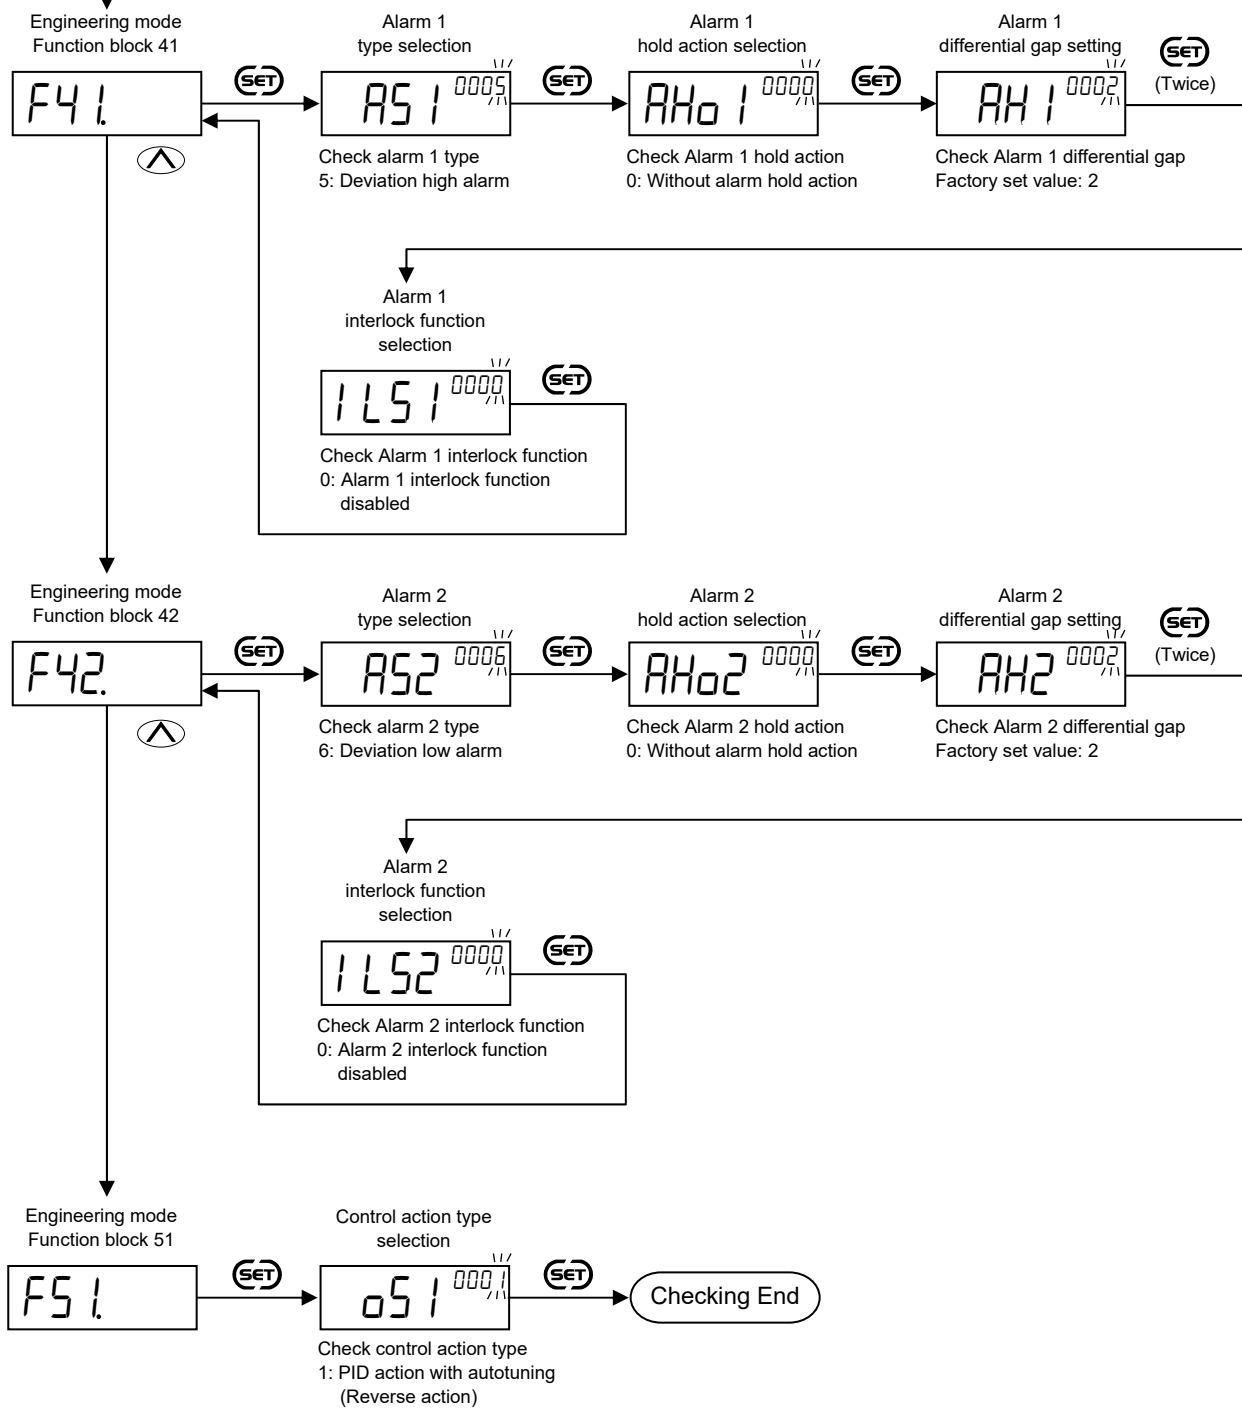 Engineering mode
Function block 41
F41.
SET
Alarm 1
type selection
AS1 0005
Check alarm 1 type
5: Deviation high alarm
SET
Alarm 1
hold action selection
AHo1 0000
Check Alarm 1 hold action
0: Without alarm hold action
SET
Alarm 1
differential gap setting
AH1 0002
Check Alarm 1 differential gap
Factory set value: 2
SET
(Twice)
Alarm 1
interlock function
selection
ILS1 0000
SET
Check Alarm 1 interlock function
0: Alarm 1 interlock function
disabled
Engineering mode
Function block 42
F42.
SET
Alarm 2
type selection
AS2 0006
Check alarm 2 type
6: Deviation low alarm
SET
Alarm 2
hold action selection
AHo2 0000
Check Alarm 2 hold action
0: Without alarm hold action
SET
Alarm 2
differential gap setting
AH2 0002
Check Alarm 2 differential gap
Factory set value: 2
SET
(Twice)
Alarm 2
interlock function
selection
ILS2 0000
SET
Check Alarm 2 interlock function
0: Alarm 2 interlock function
disabled
Engineering mode
Function block 51
F51.
SET
Control action type
selection
oS1 0001
Check control action type
1: PID action with autotuning
(Reverse action)
SET
Checking End